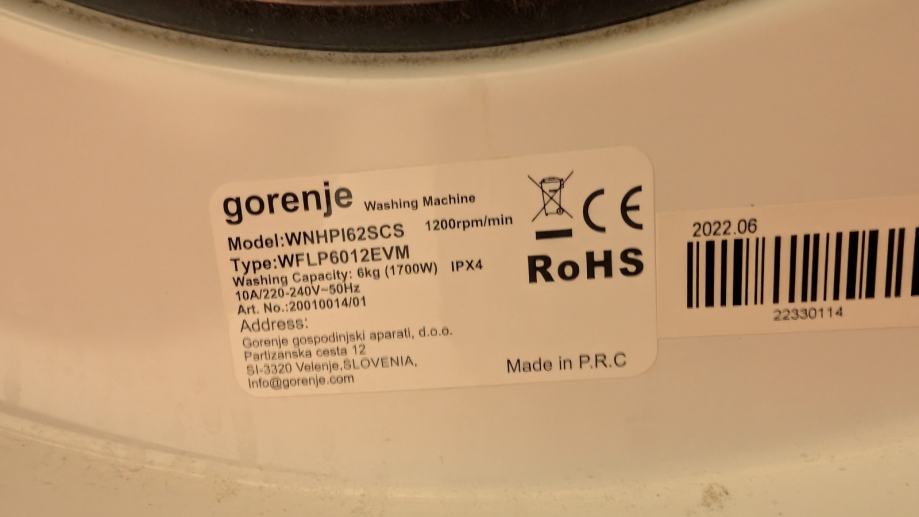 gorenje Washing Machine
Model:WNHPI62SCS 1200rpm/min
Type:WFLP6012EVM
Washing Capacity: 6kg (1700W) IPX4
10A/220-240V~50Hz
Art. No.:20010014/01
Address:
Gorenje gospodinjski aparati, d.o.o.
Partizanska cesta 12
SI-3320 Velenje,SLOVENIA,
Info@gorenje.com
CE
RoHS
Made in P.R.C
2022.06
22330114